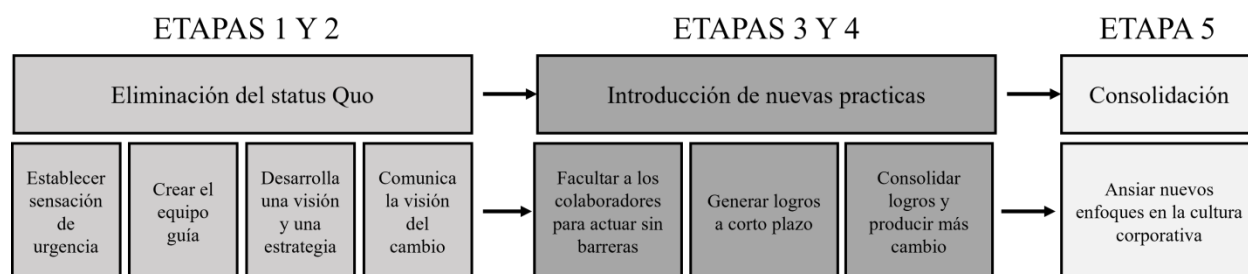 ETAPAS 1 Y 2
ETAPAS 3 Y 4
ETAPA 5
Eliminación del status Quo
Introducción de nuevas practicas
Consolidación
Establecer
sensación
de
urgencia
Crear el
equipo
guía
Desarrolla
una visión
y una
estrategia
Comunica
la visión
del
cambio
Facultar a los
colaboradores
para actuar sin
barreras
Generar logros
a corto plazo
Consolidar
logros y
producir más
cambio
Ansiar nuevos
enfoques en la cultura
corporativa